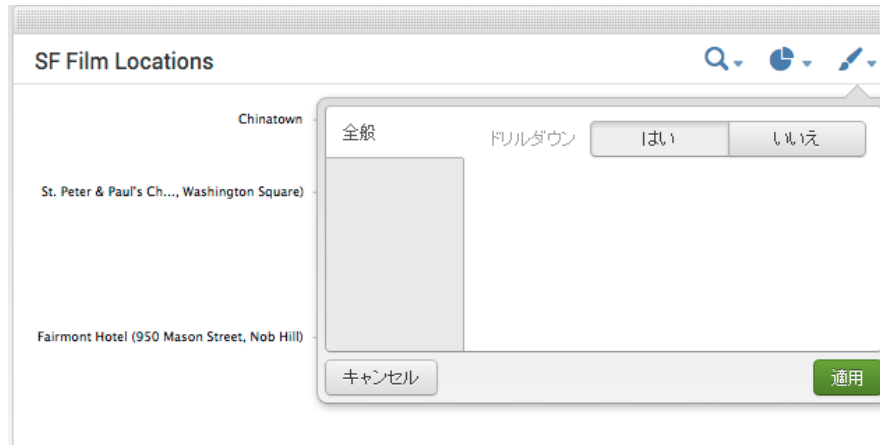 SF Film Locations
Chinatown
全般
ドリルダウン
はい
いいえ
St. Peter & Paul's Ch..., Washington Square)
Fairmont Hotel (950 Mason Street, Nob Hill)
キャンセル
適用